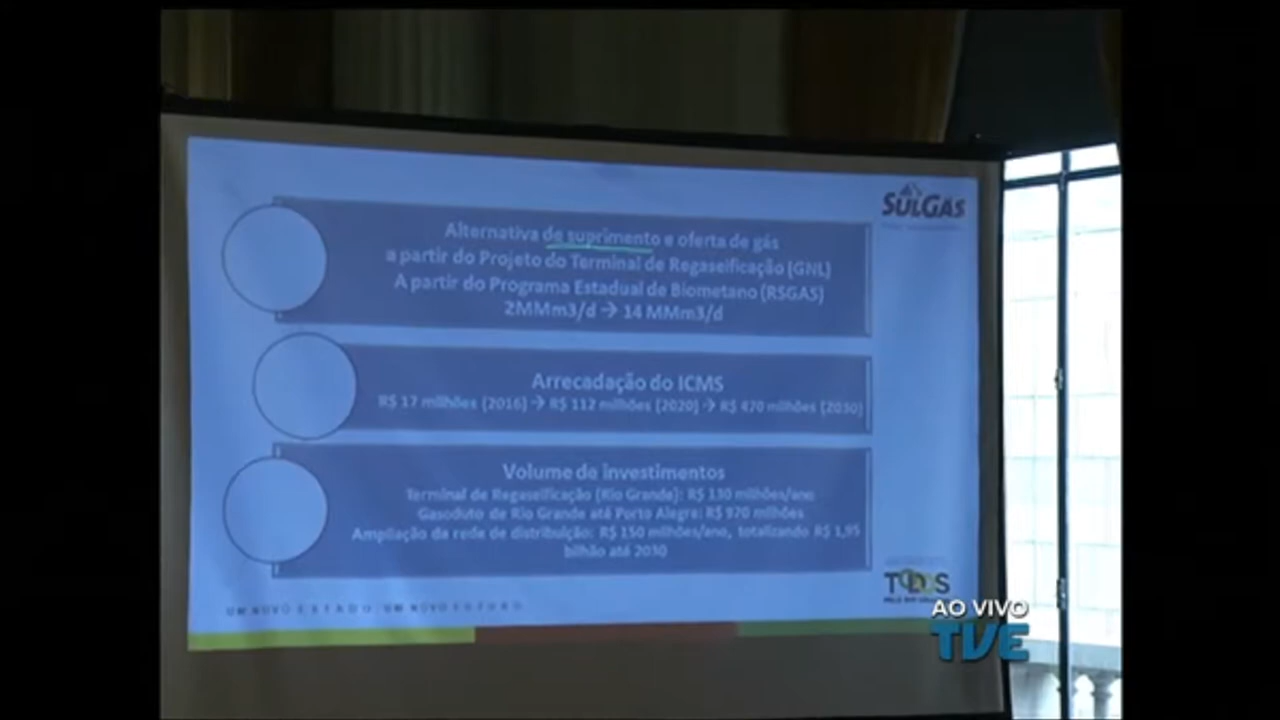 SULGAS
Alternativa de suprimento e oferta de gás
a partir do Projeto do Terminal de Regaseificação (GNL)
A partir do Programa Estadual de Biometano (RSGAS)
2MMm3/d → 14 MMm3/d
Arrecadação do ICMS
R$ 17 milhões (2016) → R$ 112 milhões (2020) → R$ 470 milhões (2030)
Volume de investimentos
Terminal de Regaseificação (Rio Grande): R$ 130 milhões/ano
Gasoduto de Rio Grande até Porto Alegre: R$ 970 milhões
Ampliação da rede de distribuição: R$ 150 milhões/ano, totalizando R$ 1,95
bilhão até 2030
UM NOVO ESTADO. UM NOVO FUTURO
TODOS
AO VIVO
TVE